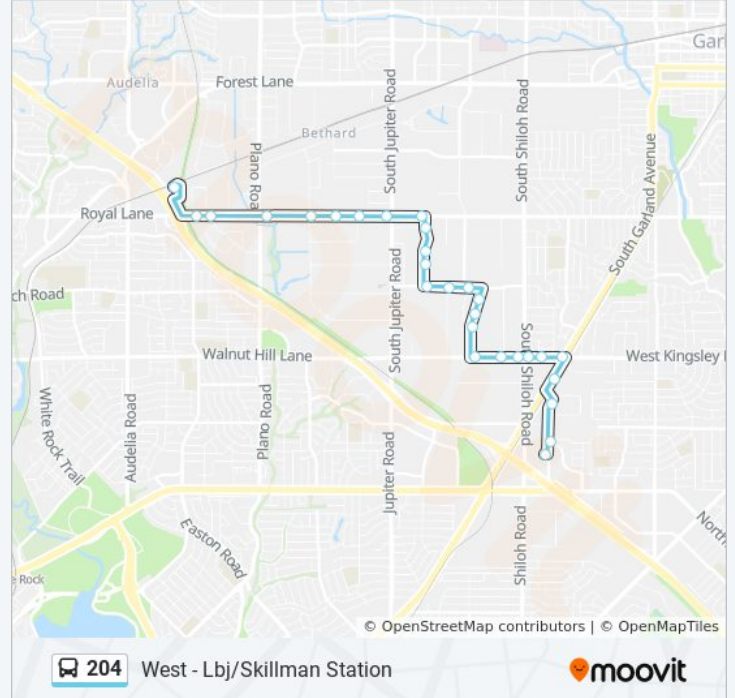 Gar
Audelia
Forest Lane
South Jupiter Road
South Shiloh Road
Bethard
Plano Roa
South Garland Avenue
Royal Lane
South Jupiter Road
ch Road
South Shiloh Road
Walnut Hill Lane
West Kingsley
White Rock Trail
Audelia Road
Plano Road
Jupiter Road
Shiloh Road
North
Easton Road
e Rock
© OpenStreetMap contributors | © OpenMapTiles
204 West - Lbj/Skillman Station
moovit